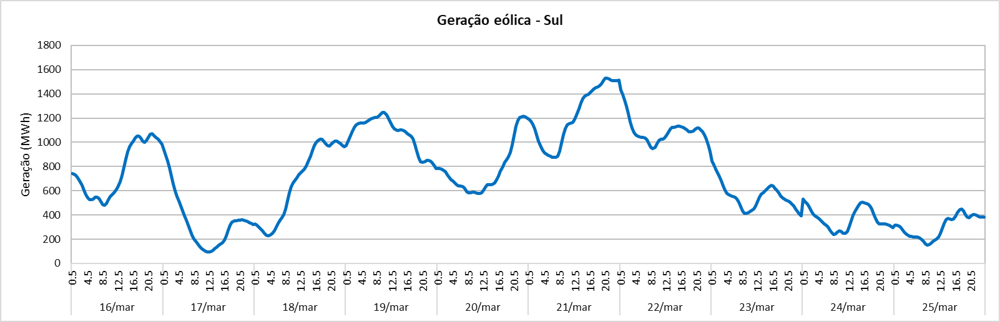 Geração eólica - Sul
Geração (MWh)
1800
1600
1400
1200
1000
800
600
400
200
0
0.5 4.5 8.5 12.5 16.5 20.5 0.5 4.5 8.5 12.5 16.5 20.5 0.5 4.5 8.5 12.5 16.5 20.5 0.5 4.5 8.5 12.5 16.5 20.5 0.5 4.5 8.5 12.5 16.5 20.5 0.5 4.5 8.5 12.5 16.5 20.5 0.5 4.5 8.5 12.5 16.5 20.5 0.5 4.5 8.5 12.5 16.5 20.5 0.5 4.5 8.5 12.5 16.5 20.5 0.5 4.5 8.5 12.5 16.5 20.5
16/mar 17/mar 18/mar 19/mar 20/mar 21/mar 22/mar 23/mar 24/mar 25/mar